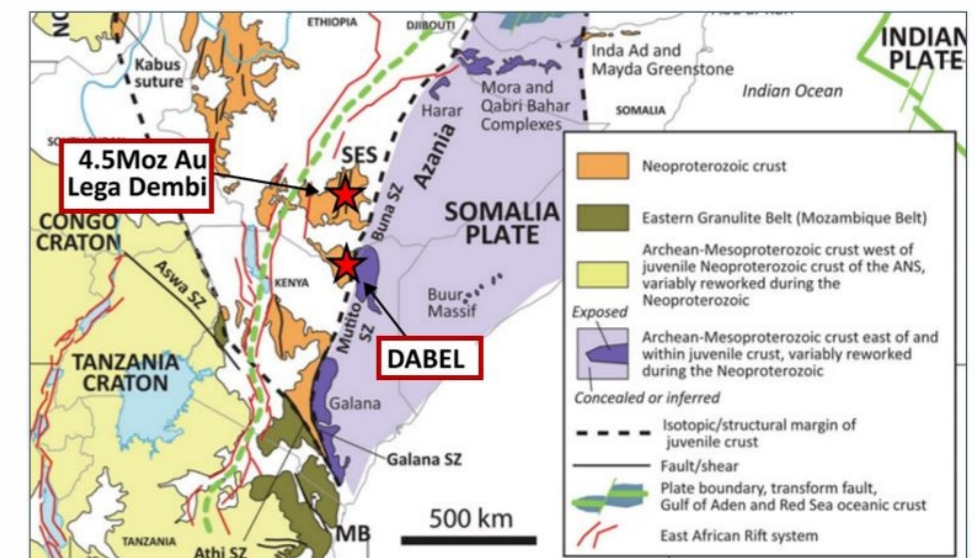 ETHIOPIA
DJIBOUTI
INDIAN
PLATE
Kabus
suture
Inda Ad and
Mayda Greenstone
Mora and
Qabri Bahar
Complexes
Harar
SOMALIA
Indian Ocean
4.5Moz Au
Lega Dembi
SES
Azania
Buna SZ
SOMALIA
PLATE
CONGO
CRATON
Aswa SZ
KENYA
Buur
Massif
Mutito
SZ
DABEL
TANZANIA
CRATON
Galana
Galana SZ
MB
500 km
TANZANIA
Athi SZ
Neoproterozoic crust
Eastern Granulite Belt (Mozambique Belt)
Archean-Mesoproterozoic crust west of
juvenile Neoproterozoic crust of the ANS,
variably reworked during the
Neoproterozoic
Exposed
Archean-Mesoproterozoic crust east of and
within juvenile crust, variably reworked
during the Neoproterozoic
Concealed or inferred
Isotopic/structural margin of
juvenile crust
Fault/shear
Plate boundary, transform fault,
Gulf of Aden and Red Sea oceanic crust
East African Rift system